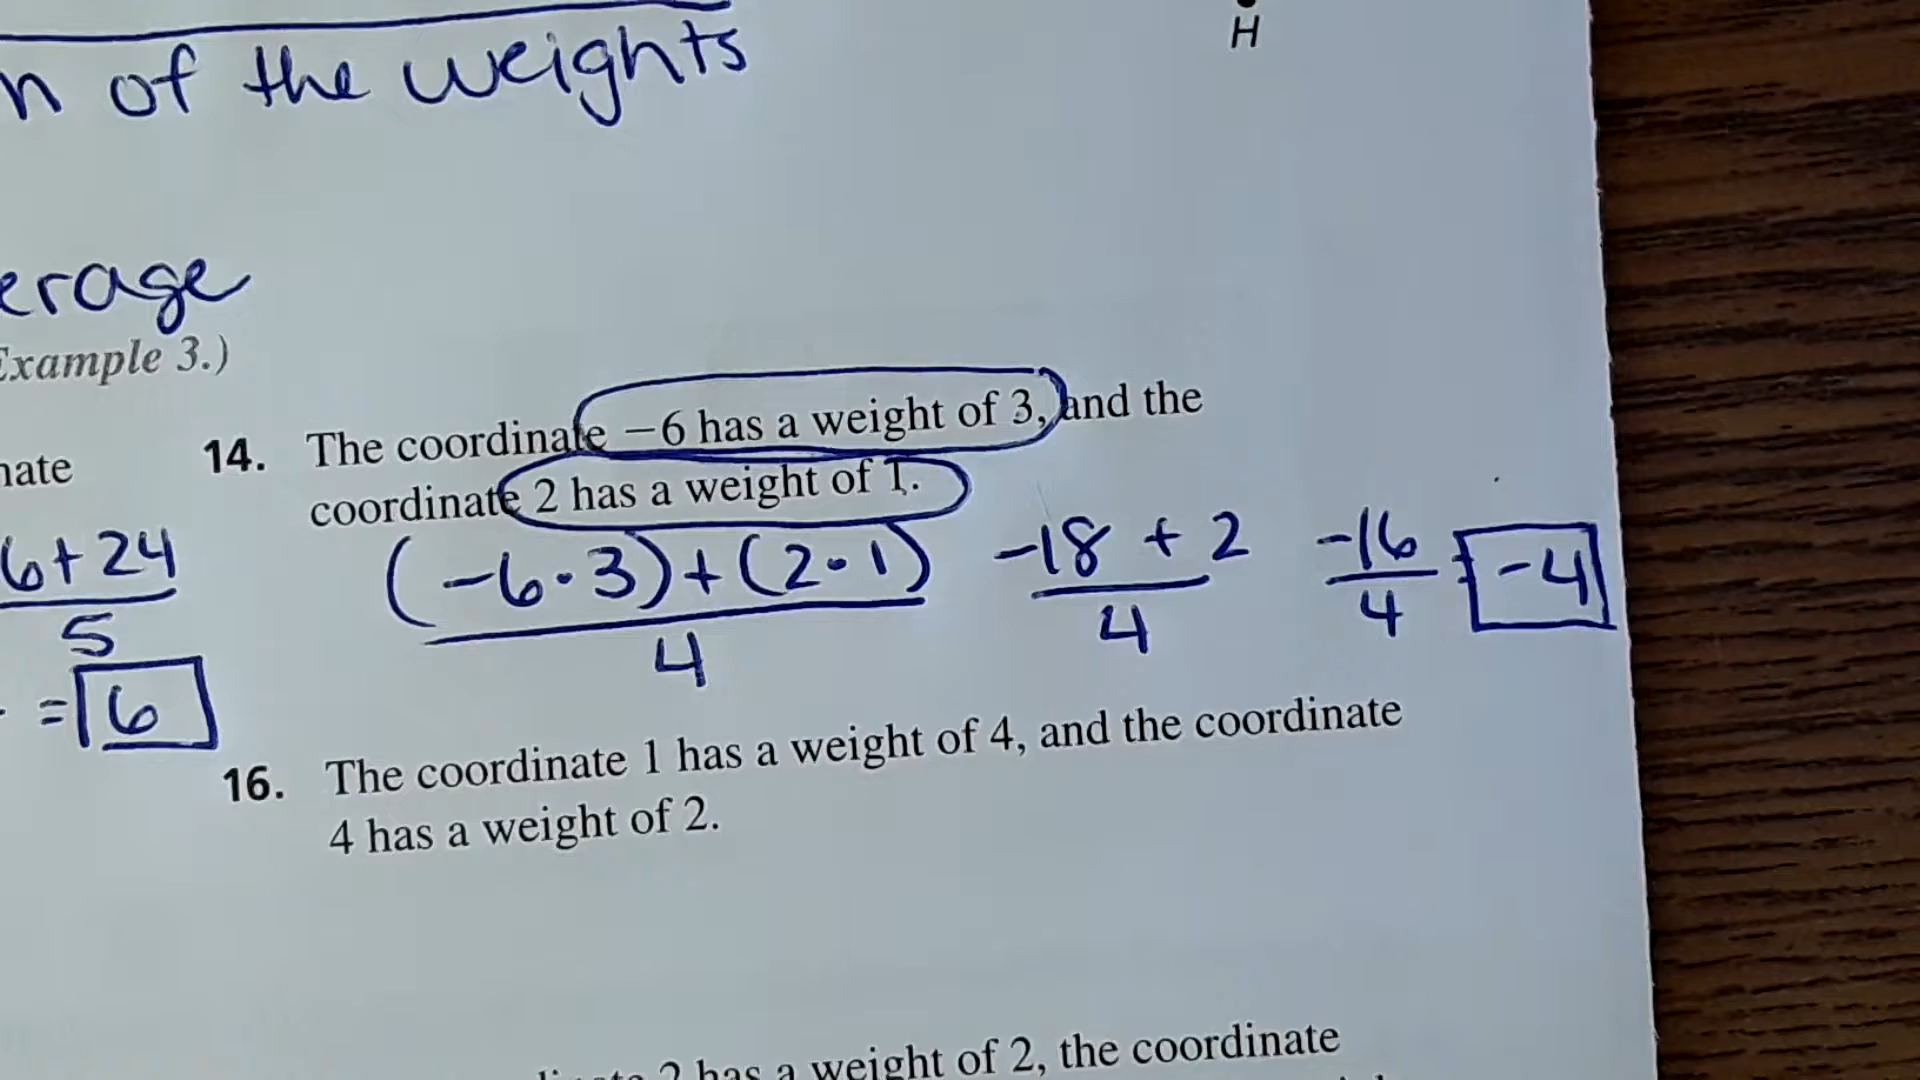 H
of the weights
erage
Example 3.)
14. The coordinate −6 has a weight of 3, and the
coordinate 2 has a weight of 1.
nate
6+24
5
= 6
(-6·3)+(2·1)
4
-18 + 2
4
-16
4
= -4
16. The coordinate 1 has a weight of 4, and the coordinate
4 has a weight of 2.
2 has a weight of 2, the coordinate